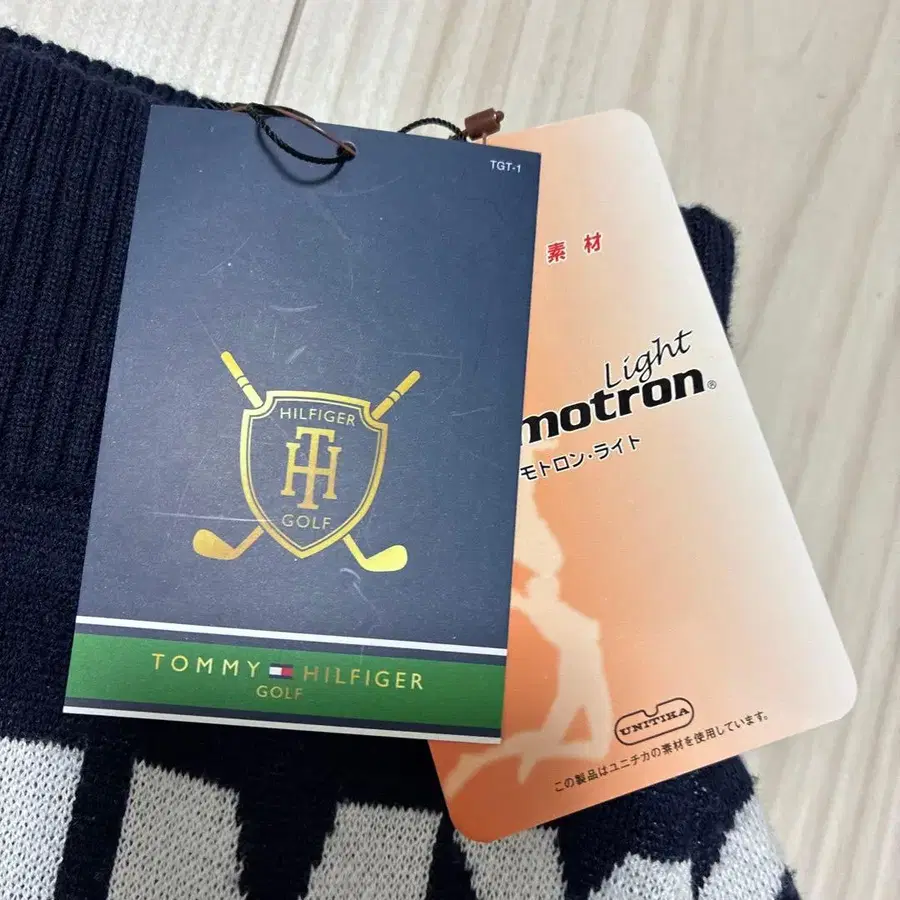 TGT-1
HILFIGER
TH
GOLF
TOMMY HILFIGER
GOLF
素材
Light
motron®
モトロン・ライト
UNITIKA
この製品はユニチカの素材を使用しています。